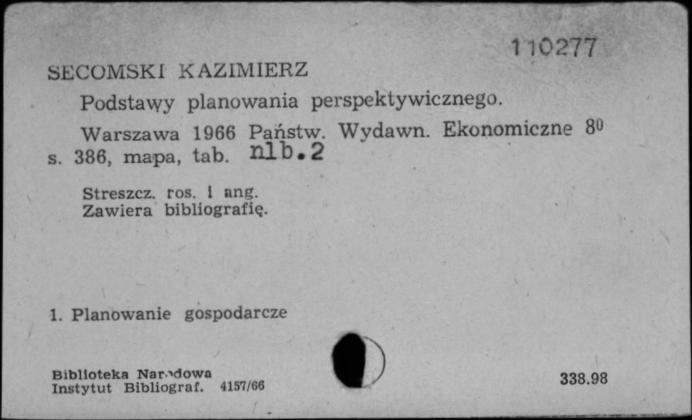 110277
SECOMSKI KAZIMIERZ
Podstawy planowania perspektywicznego.
Warszawa 1966 Państw. Wydawn. Ekonomiczne 8⁰
s. 386, mapa, tab. nlb.2
Streszcz. ros. i ang.
Zawiera bibliografię.
1. Planowanie gospodarcze
Biblioteka Narodowa
Instytut Bibliograf. 4157/66
338.98